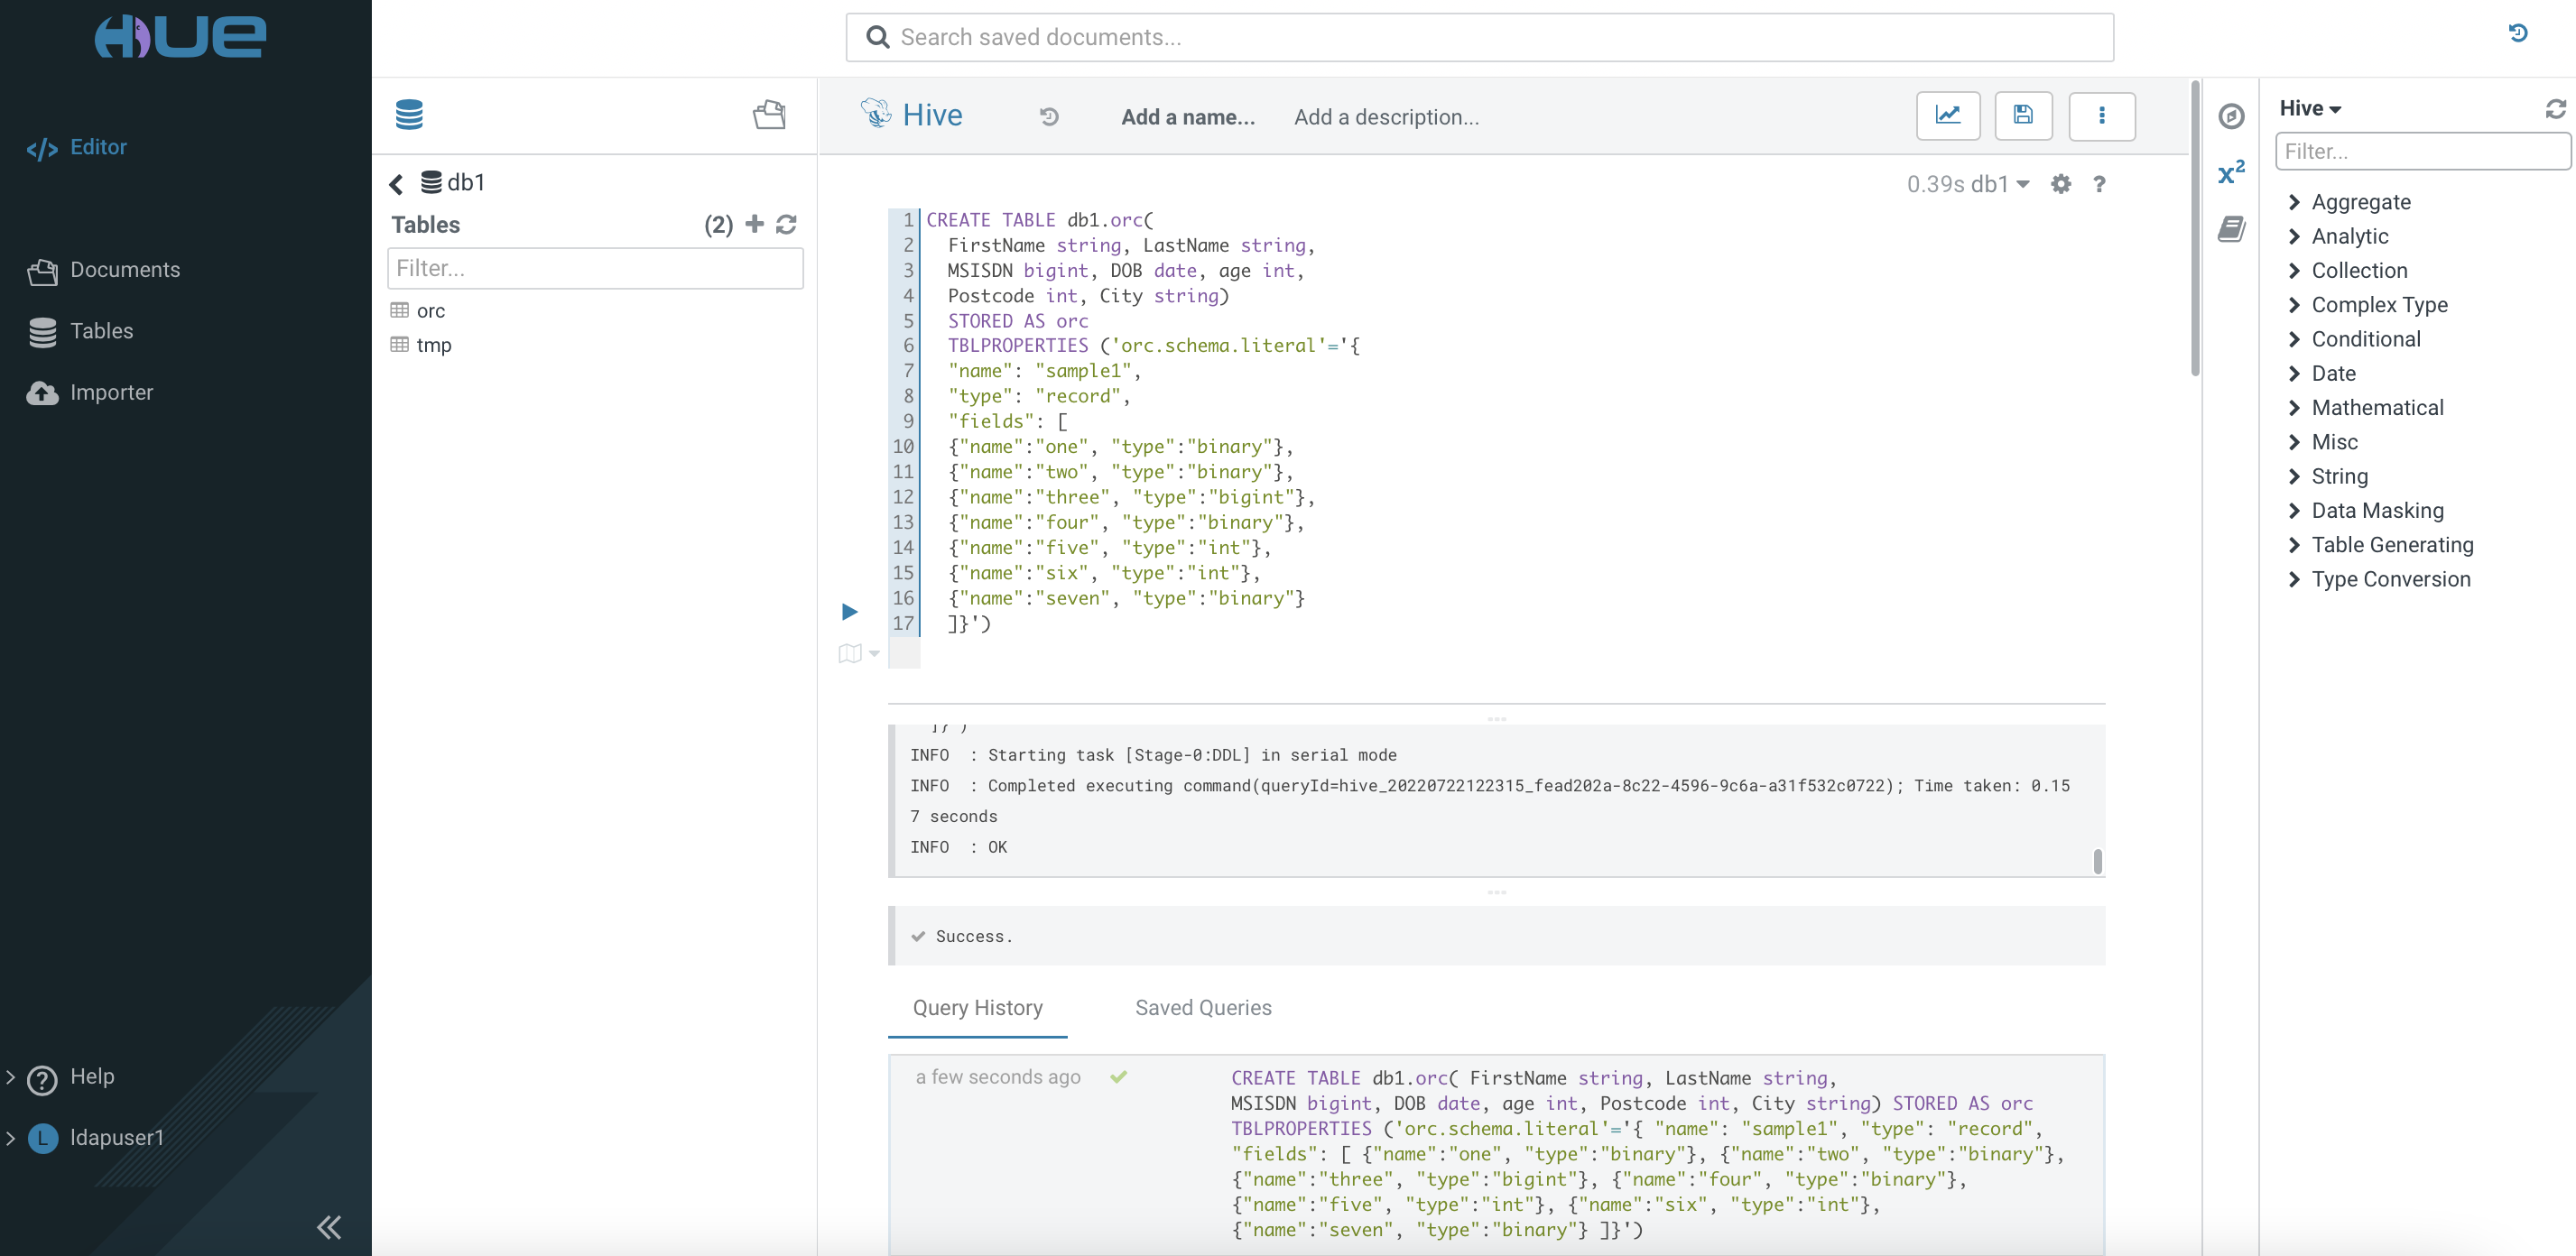 HUE
Search saved documents...
Editor
Documents
Tables
Importer
Help
L ldapuser1
db1
Tables (2)
Filter...
orc
tmp
Hive Add a name... Add a description...
0.39s db1 ?
1 CREATE TABLE db1.orc(
2 FirstName string, LastName string,
3 MSISDN bigint, DOB date, age int,
4 Postcode int, City string)
5 STORED AS orc
6 TBLPROPERTIES ('orc.schema.literal'='{
7 "name": "sample1",
8 "type": "record",
9 "fields": [
10 {"name":"one", "type":"binary"},
11 {"name":"two", "type":"binary"},
12 {"name":"three", "type":"bigint"},
13 {"name":"four", "type":"binary"},
14 {"name":"five", "type":"int"},
15 {"name":"six", "type":"int"},
16 {"name":"seven", "type":"binary"}
17 ]}')
]}')
INFO : Starting task [Stage-0:DDL] in serial mode
INFO : Completed executing command(queryId=hive_20220722122315_fead202a-8c22-4596-9c6a-a31f532c0722); Time taken: 0.15
7 seconds
INFO : OK
Success.
Query History Saved Queries
a few seconds ago
CREATE TABLE db1.orc( FirstName string, LastName string,
MSISDN bigint, DOB date, age int, Postcode int, City string) STORED AS orc
TBLPROPERTIES ('orc.schema.literal'='{ "name": "sample1", "type": "record",
"fields": [ {"name":"one", "type":"binary"}, {"name":"two", "type":"binary"},
{"name":"three", "type":"bigint"}, {"name":"four", "type":"binary"},
{"name":"five", "type":"int"}, {"name":"six", "type":"int"},
{"name":"seven", "type":"binary"} ]}')
x²
Hive
Filter...
Aggregate
Analytic
Collection
Complex Type
Conditional
Date
Mathematical
Misc
String
Data Masking
Table Generating
Type Conversion